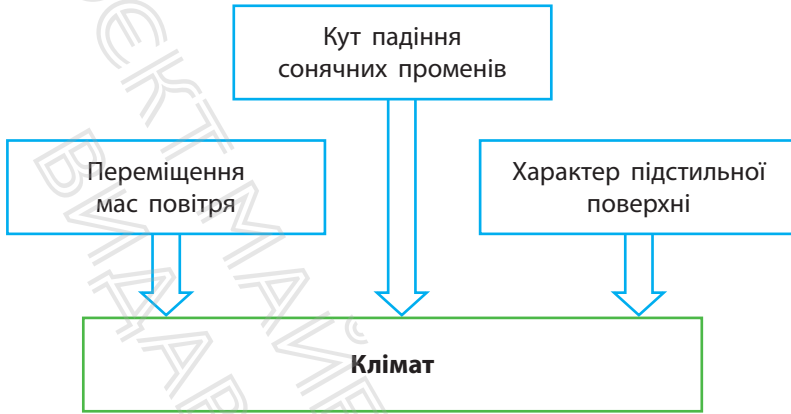 Кут падіння
сонячних променів
Переміщення
мас повітря
Характер підстильної
поверхні
Клімат